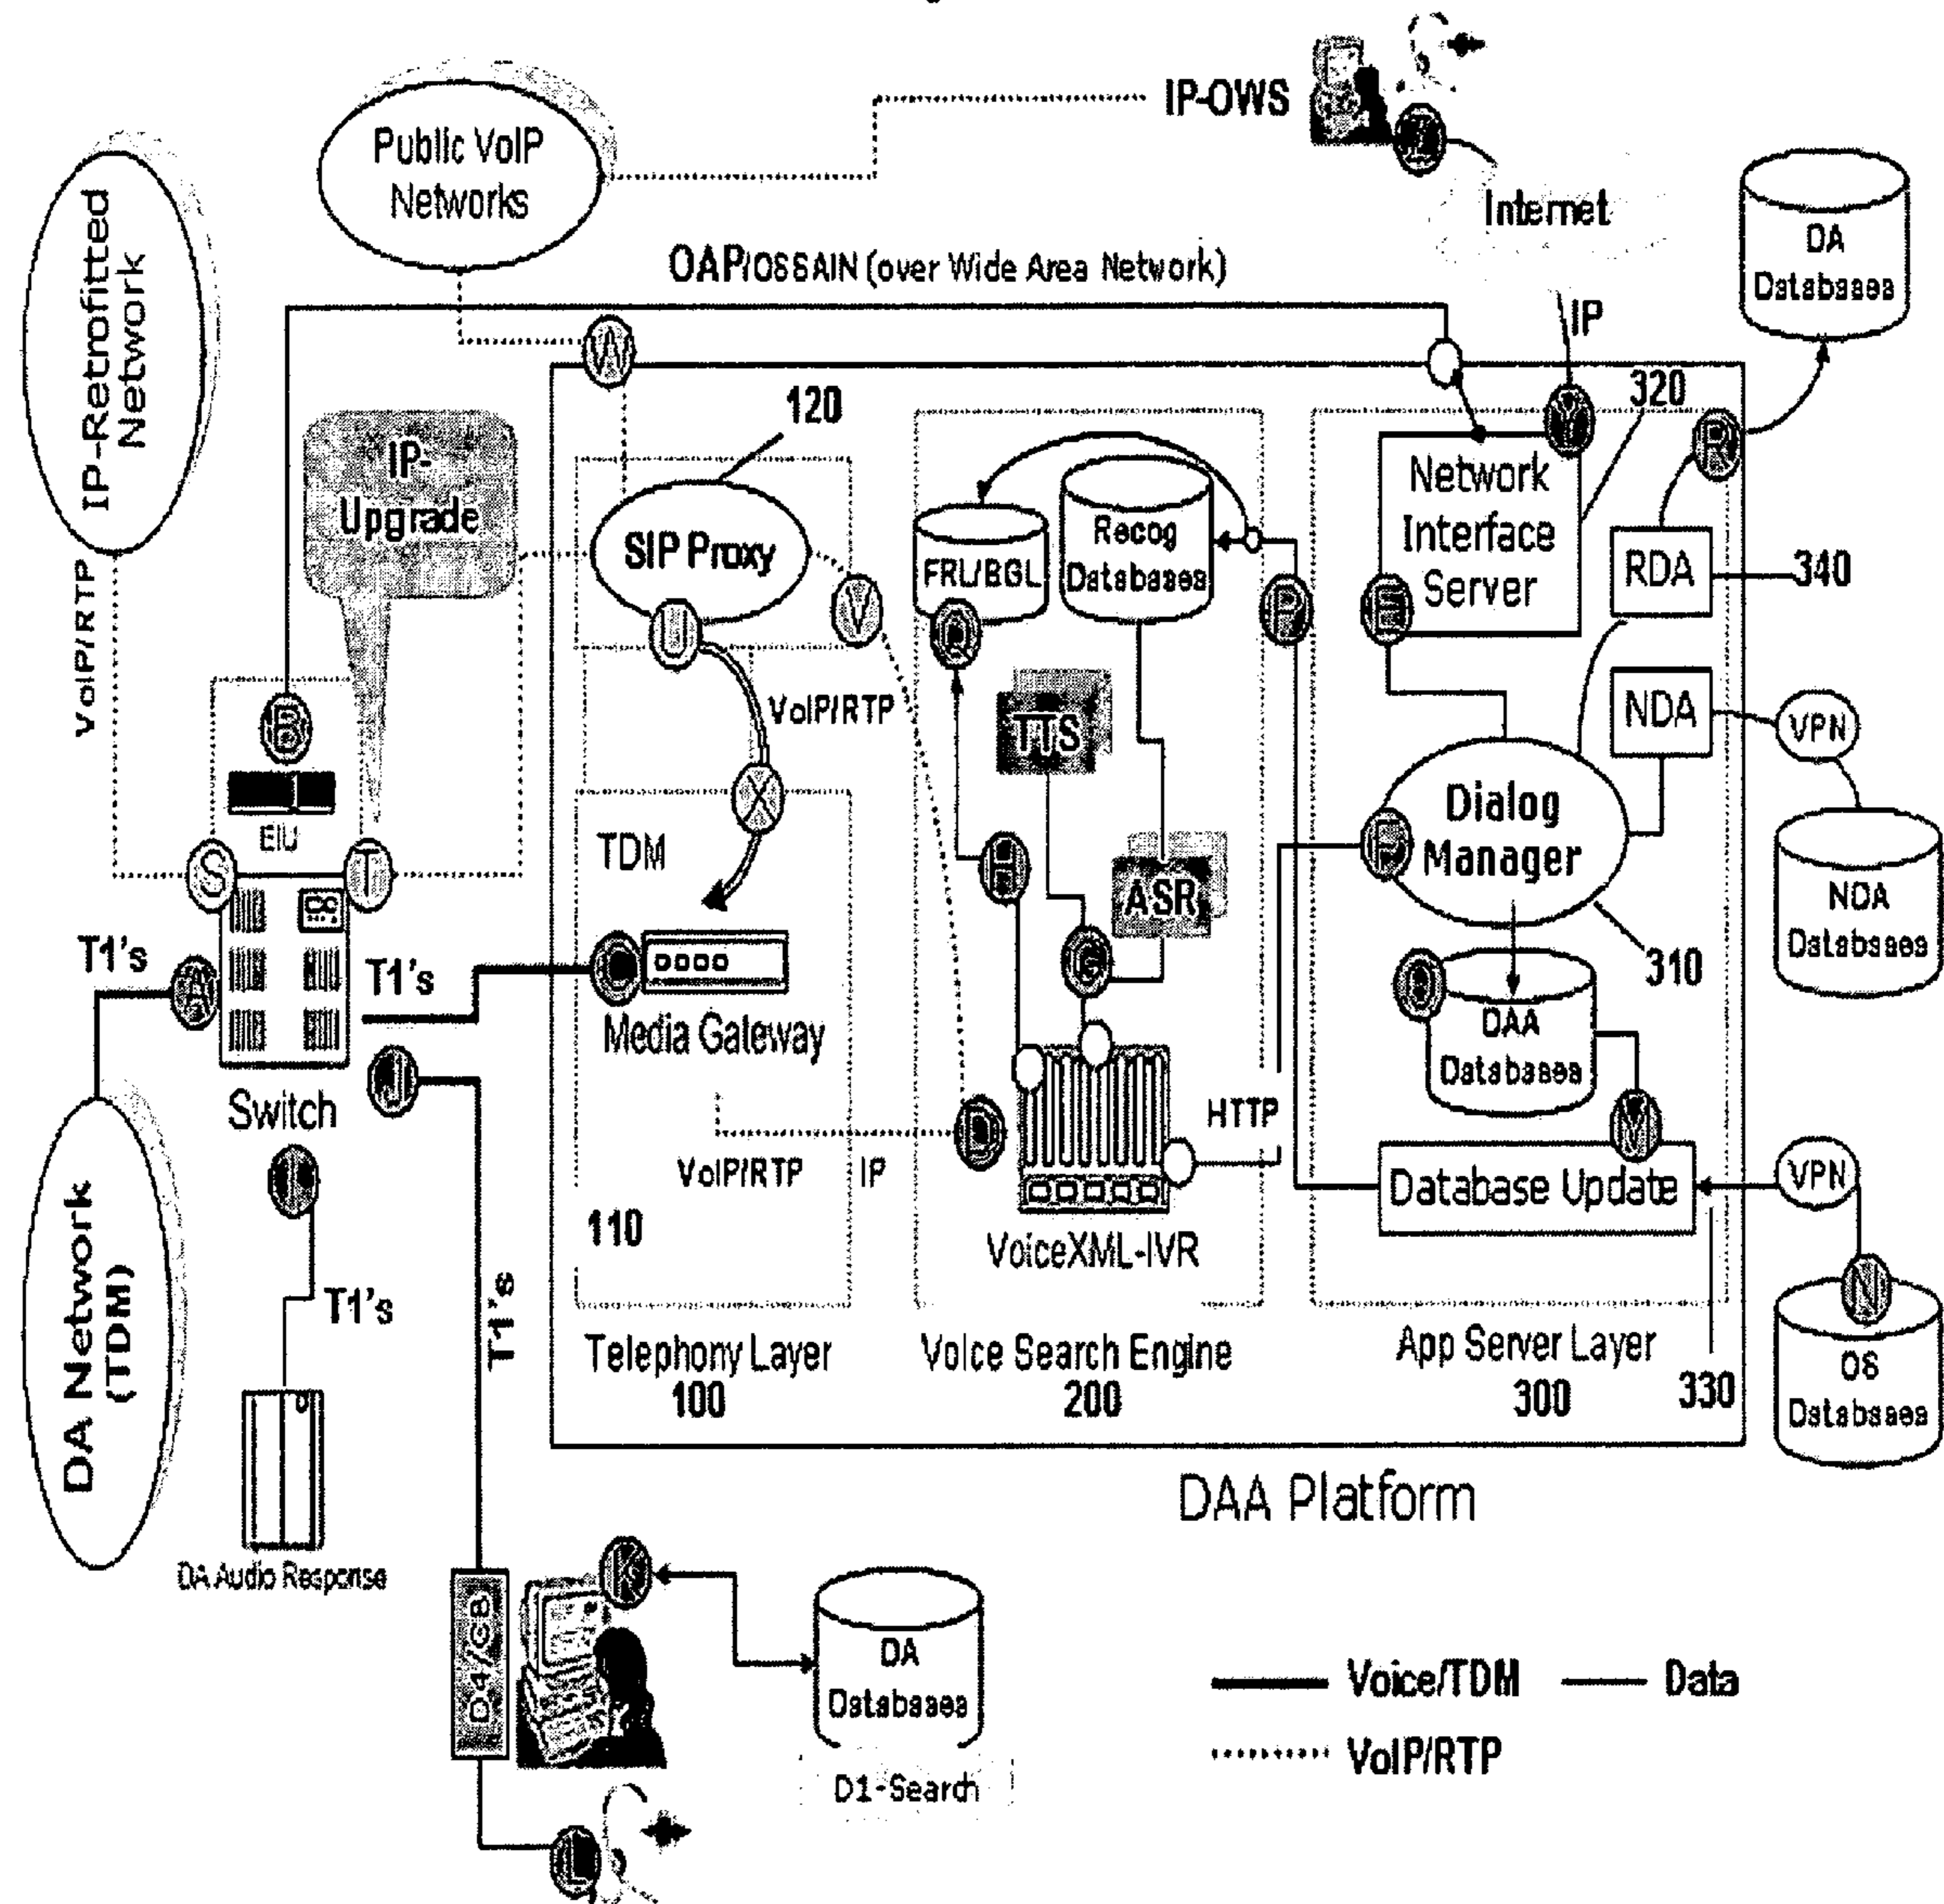 IP-OWS
Public VoIP
Networks
Internet
DA
Databases
IP-Retrofitted
Network
OAP/OSSAIN (over Wide Area Network)
IP
W
120
320
IP-
Upgrade
Y
R
Network
Interface
Server
SIP Proxy
FRL/BGL
Recog
Databases
RDA
340
VoIP/RTP
U
V
Q
P
E
B
EIU
VoIP/RTP
TTS
NDA
VPN
X
S
T
TDM
H
ASR
Dialog
Manager
F
NDA
Databases
T1's
A
T1's
C
Media Gateway
G
310
DAA
Databases
J
Switch
D
HTTP
M
VoIP/RTP
IP
Database Update
VPN
110
VoiceXML-IVR
N
DA Network
(TDM)
T1's
T1's
Telephony Layer
100
Voice Search Engine
200
App Server Layer
300
330
OS
Databases
DAA Platform
DA Audio Response
D4/GB
K
DA
Databases
D1-Search
L
Voice/TDM
Data
VoIP/RTP